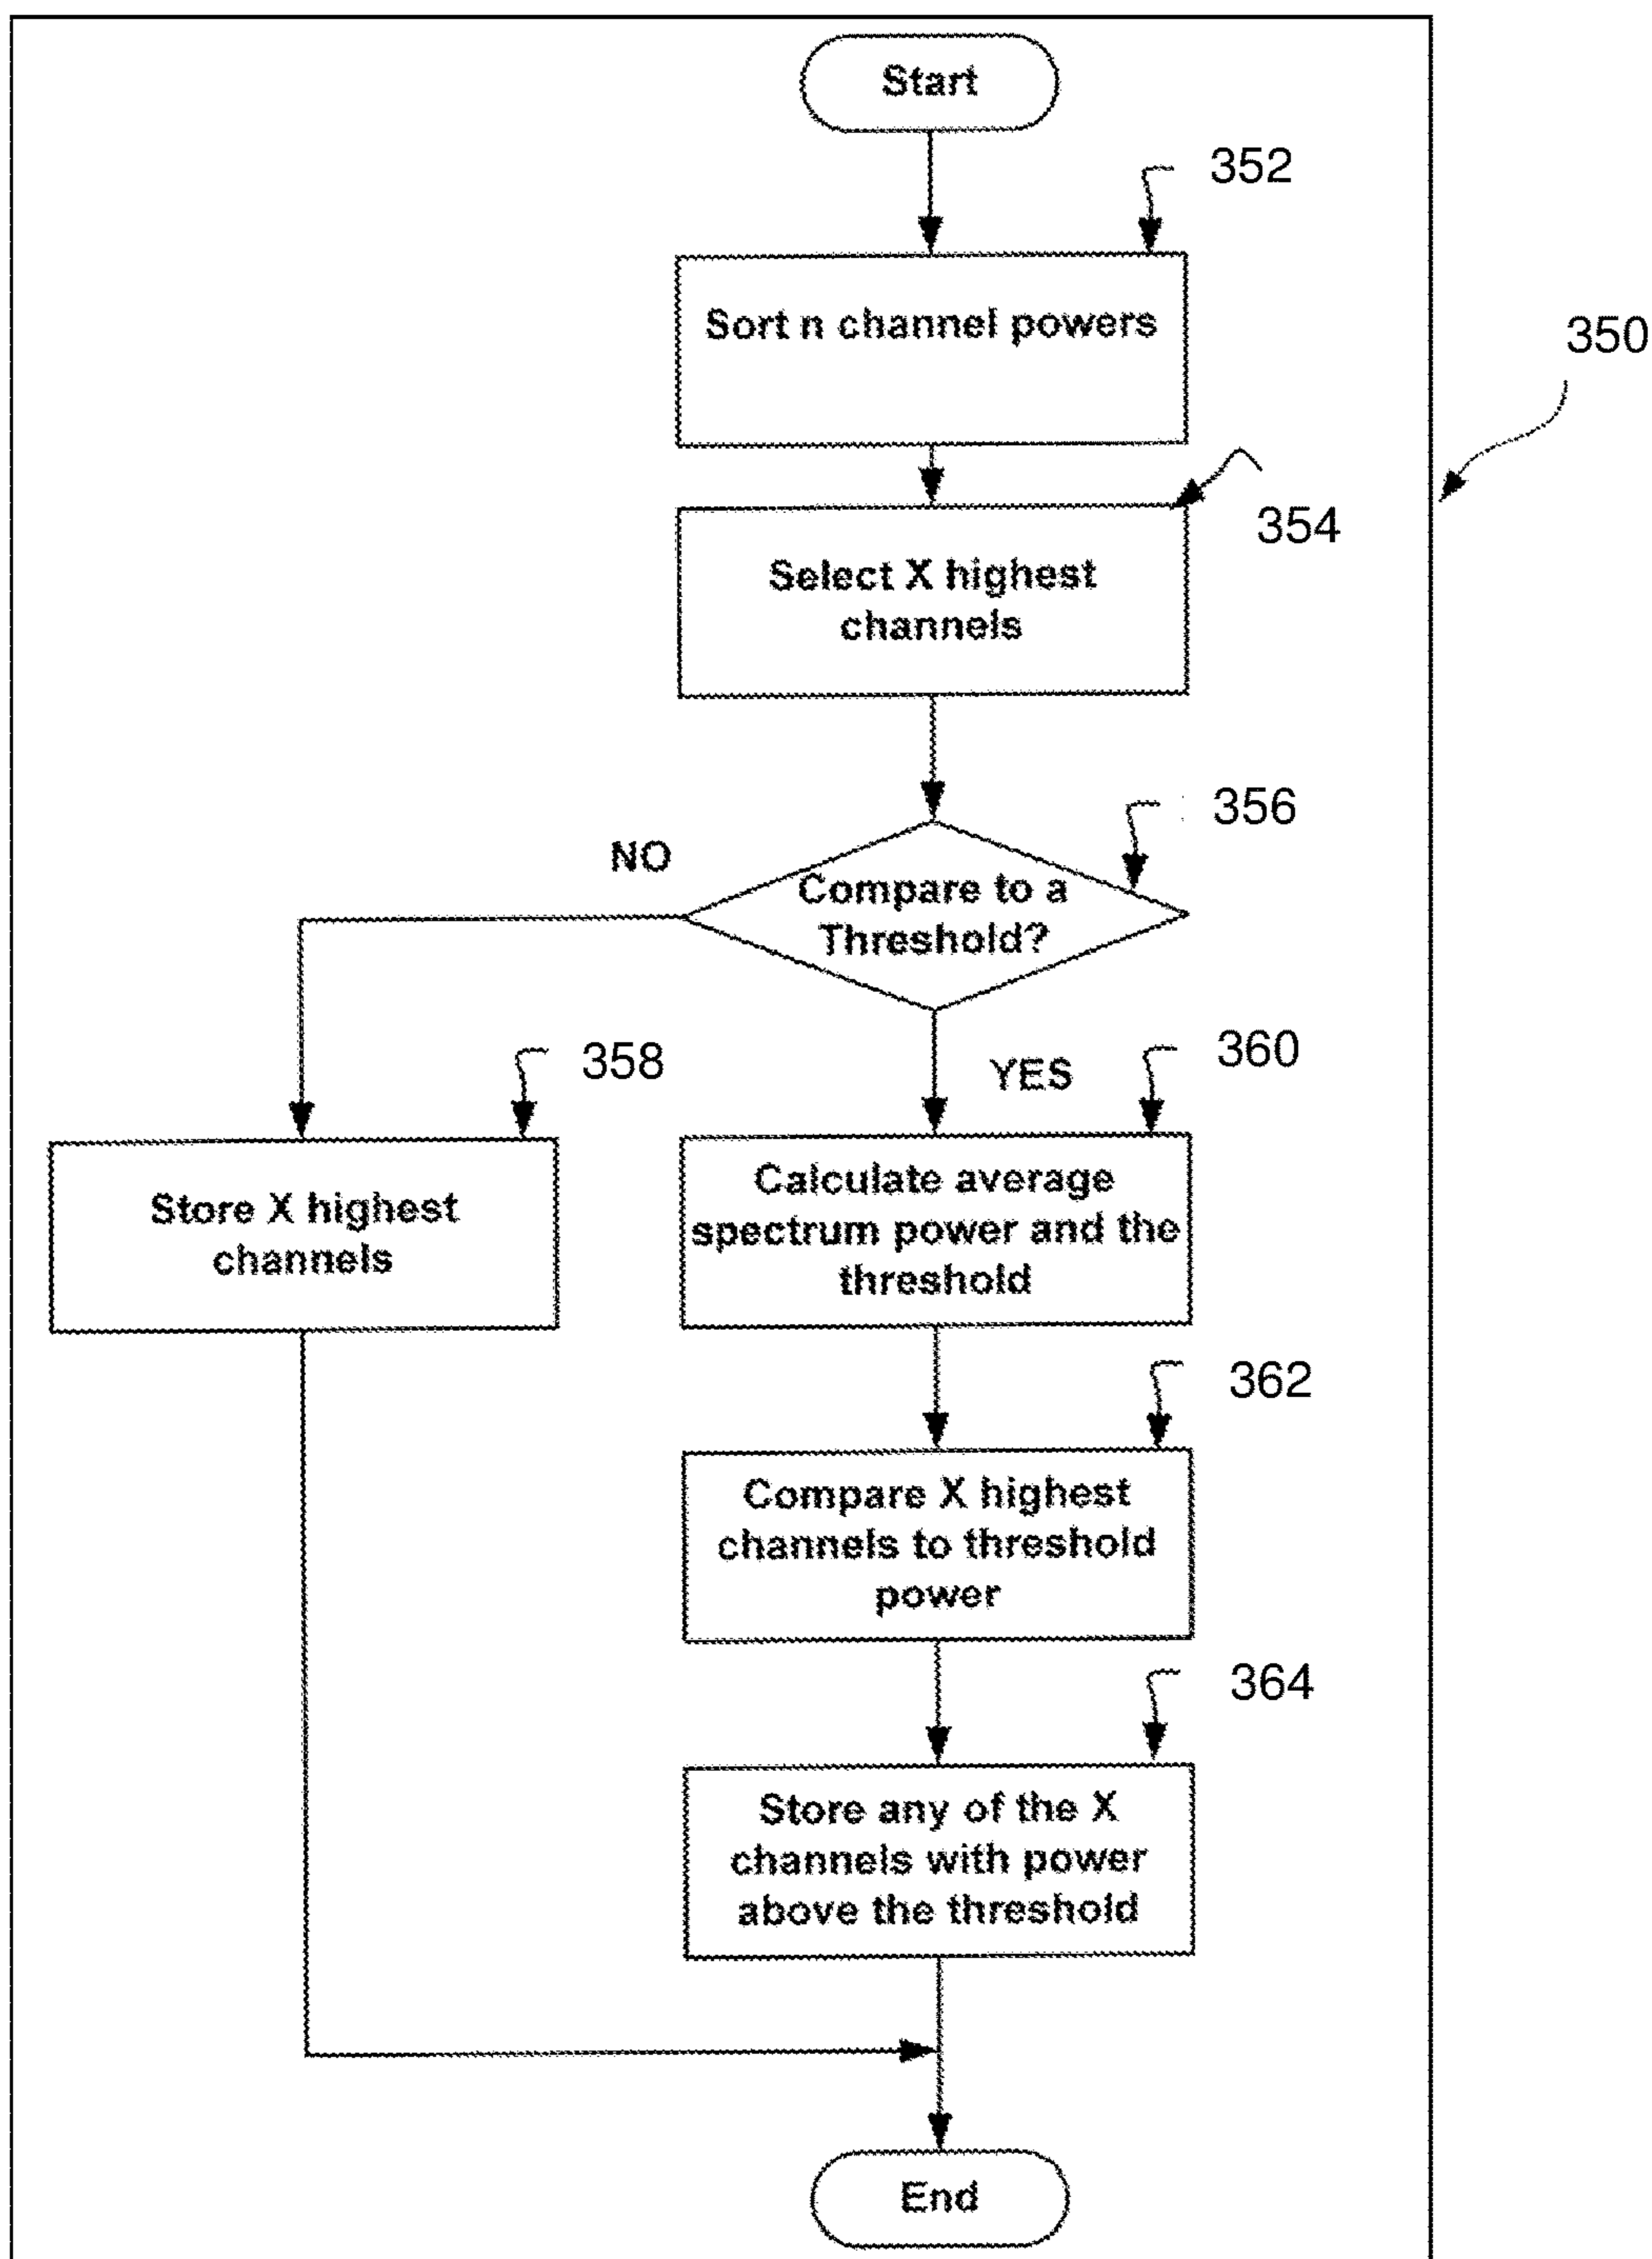 Start
352
Sort n channel powers
350
354
Select X highest
channels
356
NO
Compare to a
Threshold?
358
YES
360
Store X highest
channels
Calculate average
spectrum power and the
threshold
362
Compare X highest
channels to threshold
power
364
Store any of the X
channels with power
above the threshold
End